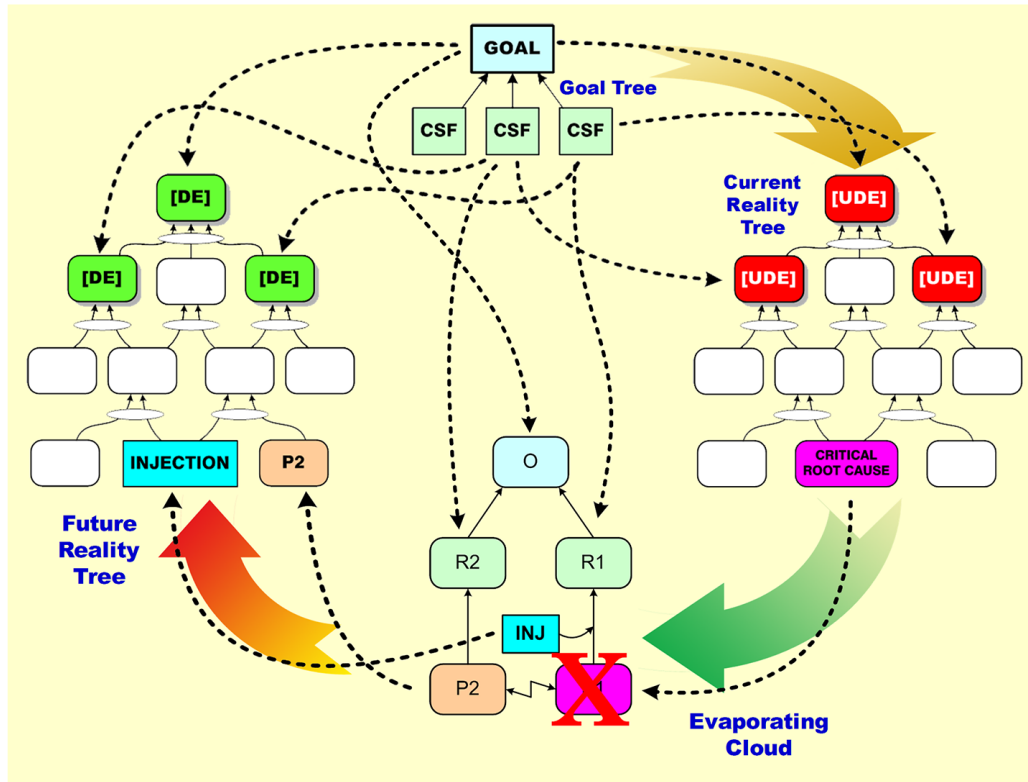 GOAL
Goal Tree
CSF
CSF
CSF
[DE]
Current
Reality
Tree
[UDE]
[DE]
[DE]
[UDE]
[UDE]
INJECTION
P2
O
CRITICAL
ROOT CAUSE
Future
Reality
Tree
R2
R1
INJ
P2
X
Evaporating
Cloud